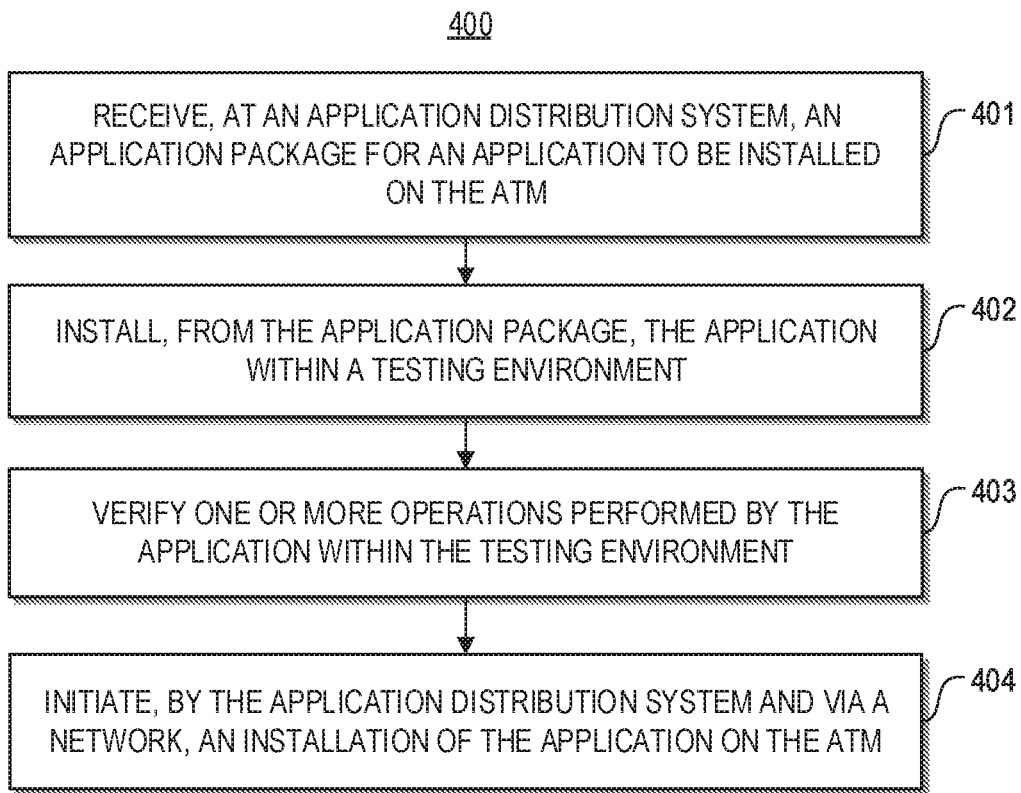 400
RECEIVE, AT AN APPLICATION DISTRIBUTION SYSTEM, AN
APPLICATION PACKAGE FOR AN APPLICATION TO BE INSTALLED
ON THE ATM
401
INSTALL, FROM THE APPLICATION PACKAGE, THE APPLICATION
WITHIN A TESTING ENVIRONMENT
402
VERIFY ONE OR MORE OPERATIONS PERFORMED BY THE
APPLICATION WITHIN THE TESTING ENVIRONMENT
403
INITIATE, BY THE APPLICATION DISTRIBUTION SYSTEM AND VIA A
NETWORK, AN INSTALLATION OF THE APPLICATION ON THE ATM
404